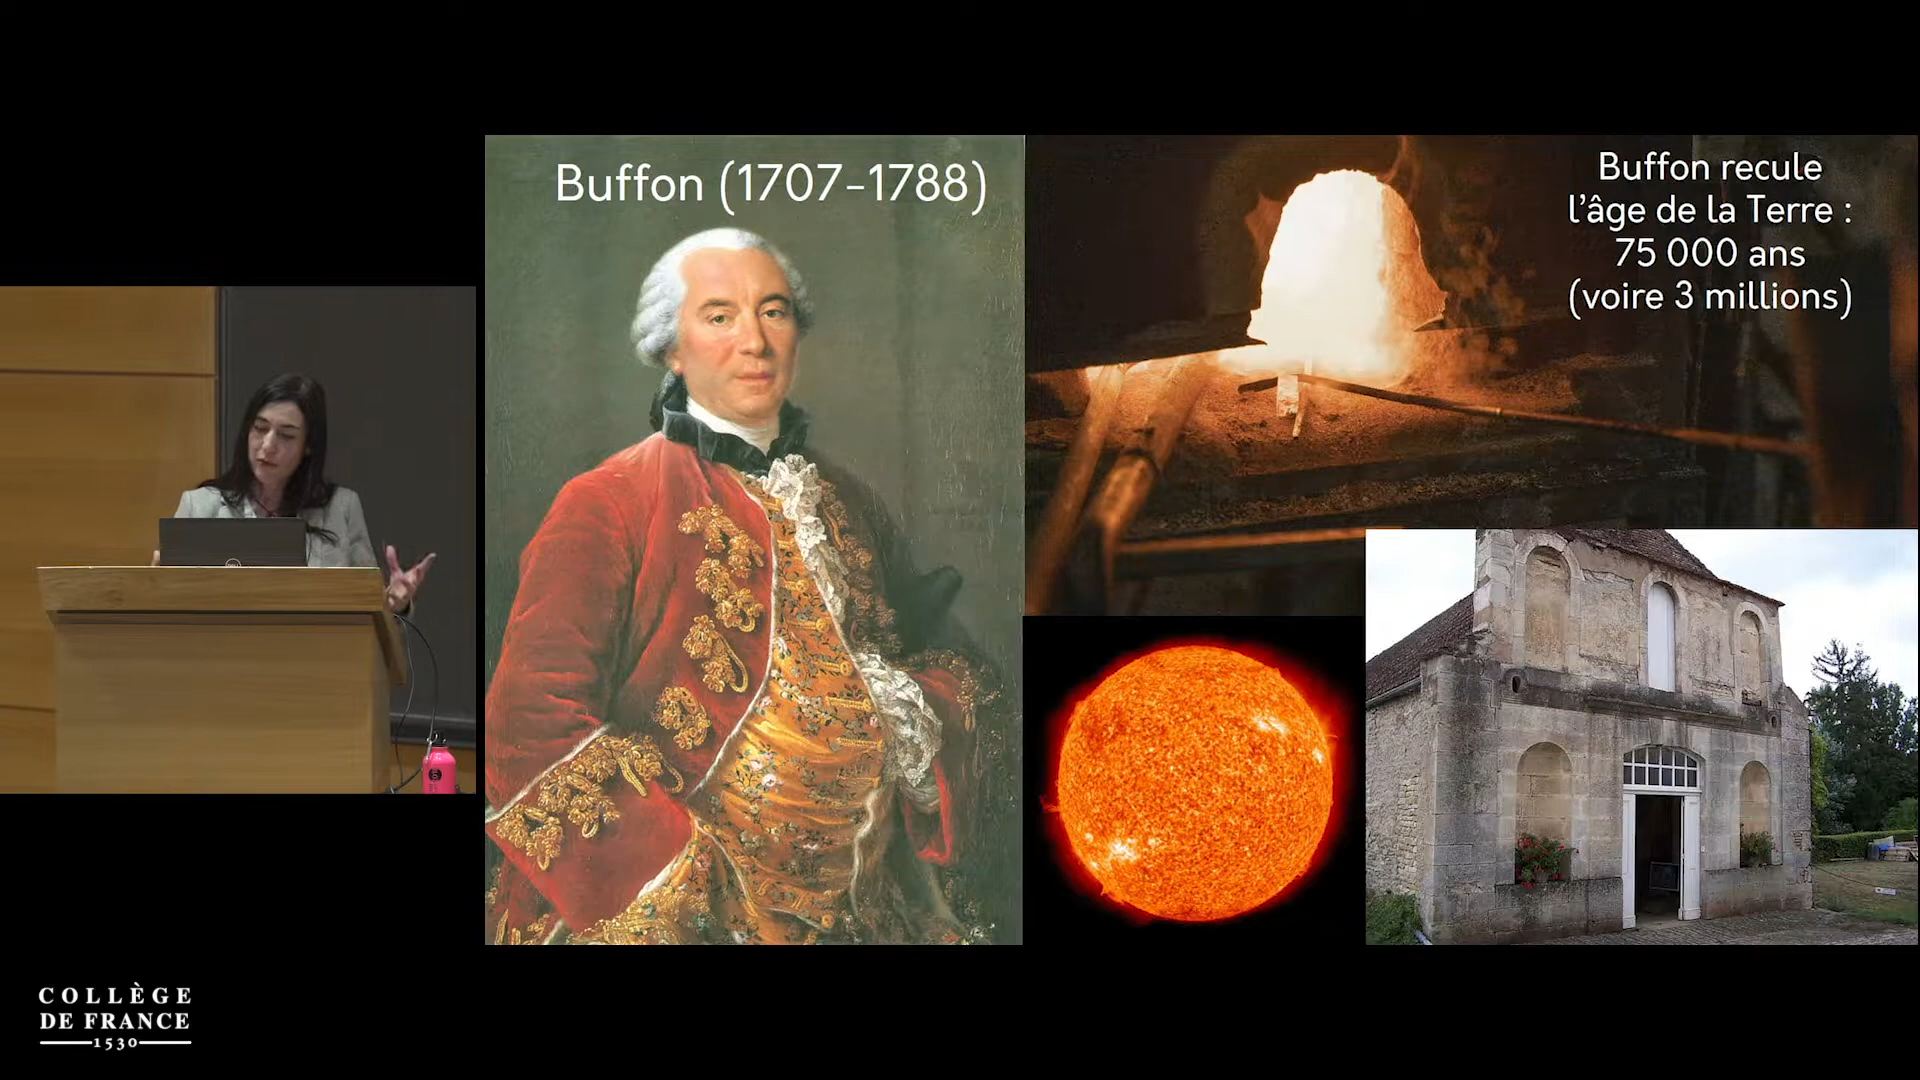 Buffon (1707-1788)
Buffon recule
l'âge de la Terre :
75 000 ans
(voire 3 millions)
COLLÈGE
DE FRANCE
1530